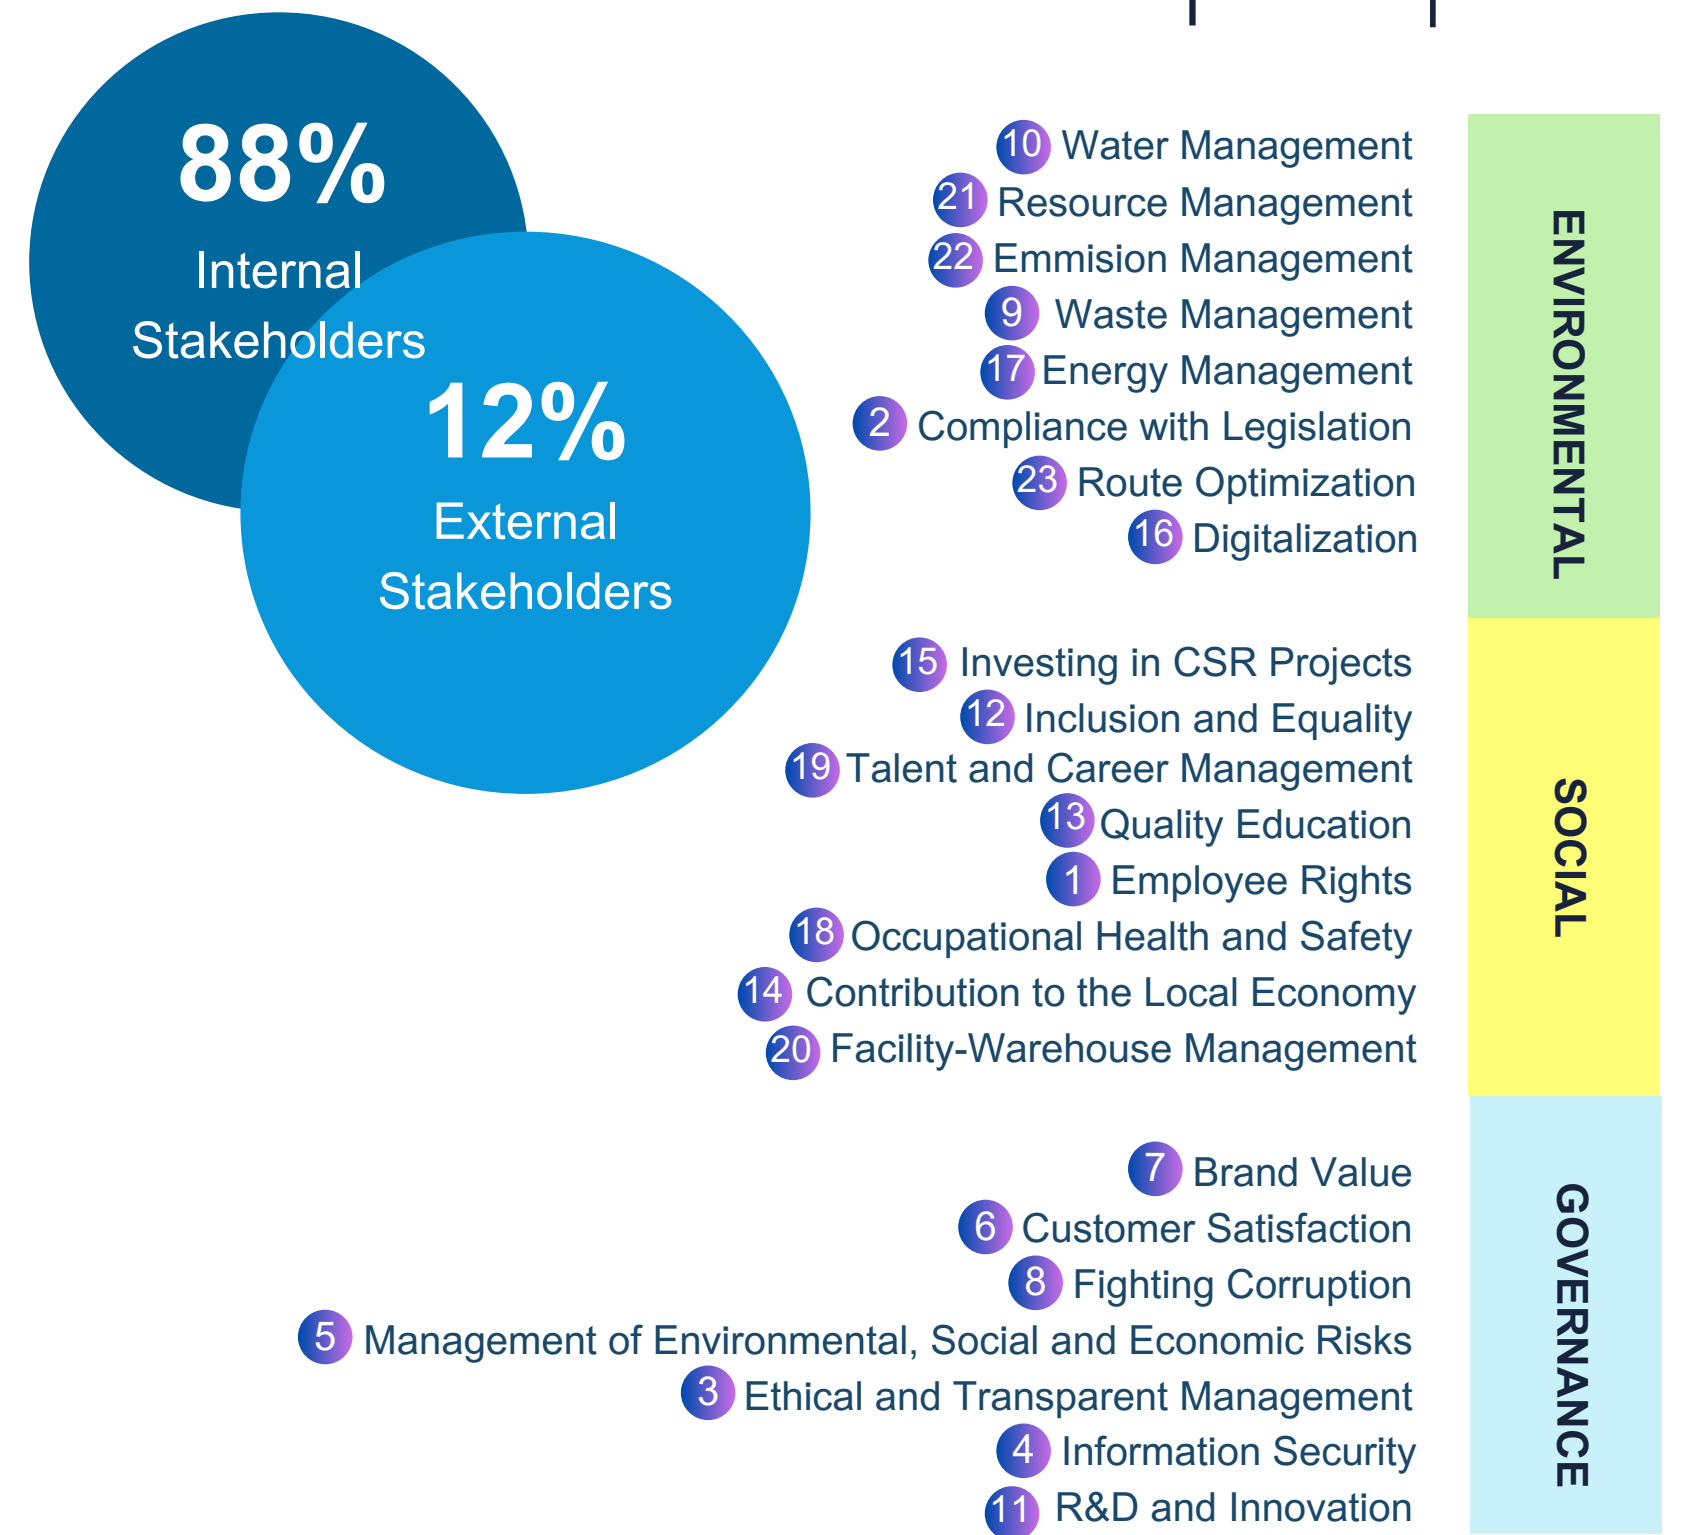 88%
Internal
Stakeholders
12%
External
Stakeholders
10 Water Management
21 Resource Management
22 Emmision Management
9 Waste Management
17 Energy Management
2 Compliance with Legislation
23 Route Optimization
16 Digitalization
ENVIRONMENTAL
15 Investing in CSR Projects
12 Inclusion and Equality
19 Talent and Career Management
13 Quality Education
1 Employee Rights
18 Occupational Health and Safety
14 Contribution to the Local Economy
20 Facility-Warehouse Management
SOCIAL
7 Brand Value
6 Customer Satisfaction
8 Fighting Corruption
5 Management of Environmental, Social and Economic Risks
3 Ethical and Transparent Management
4 Information Security
11 R&D and Innovation
GOVERNANCE